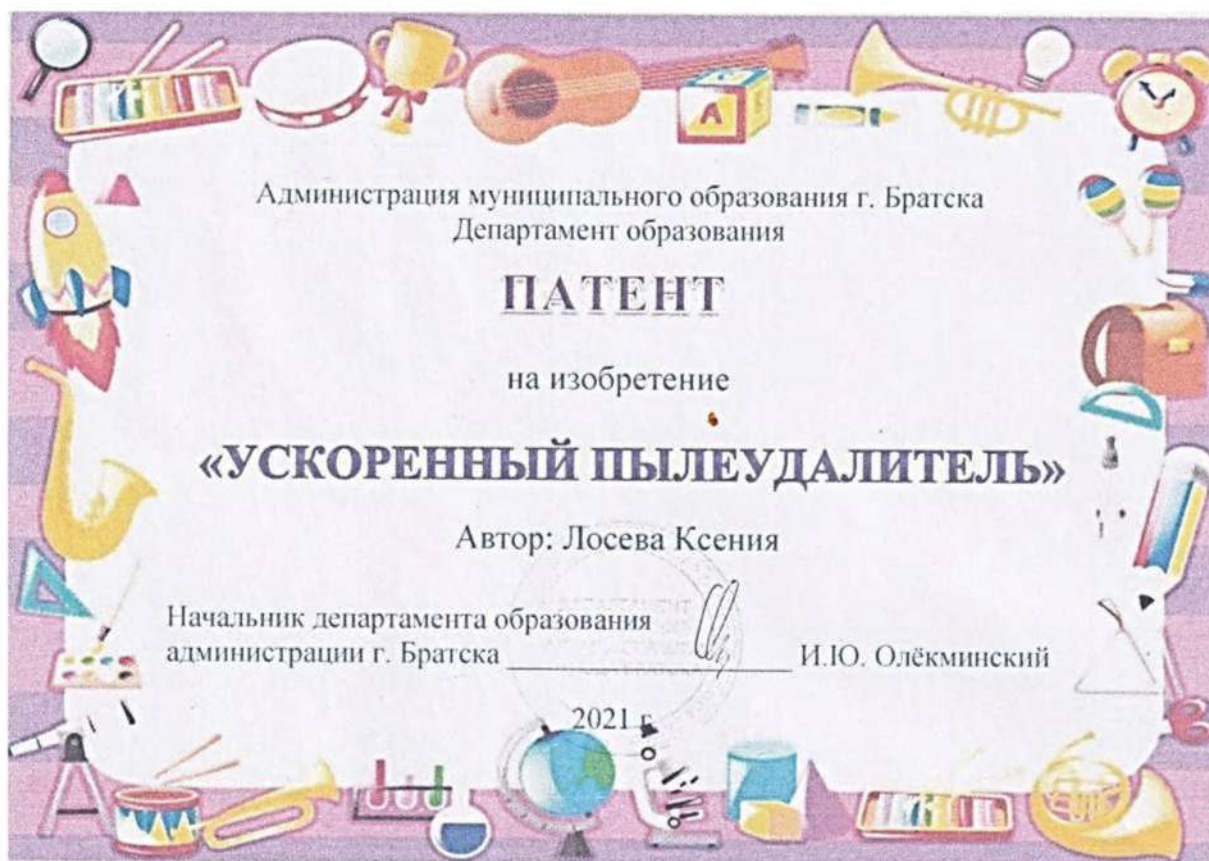 Администрация муниципального образования г. Братска
Департамент образования
ПАТЕНТ
на изобретение
«УСКОРЕННЫЙ ПЫЛЕУДАЛИТЕЛЬ»
Автор: Лосева Ксения
Начальник департамента образования
администрации г. Братска И.Ю. Олёкминский
2021 г.
A